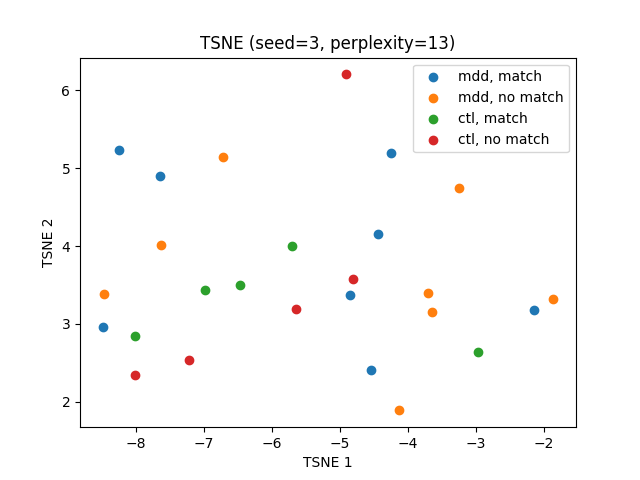 TSNE (seed=3, perplexity=13)
mdd, match
mdd, no match
ctl, match
ctl, no match
6
5
4
3
2
TSNE 2
−8
−7
−6
−5
−4
−3
−2
TSNE 1